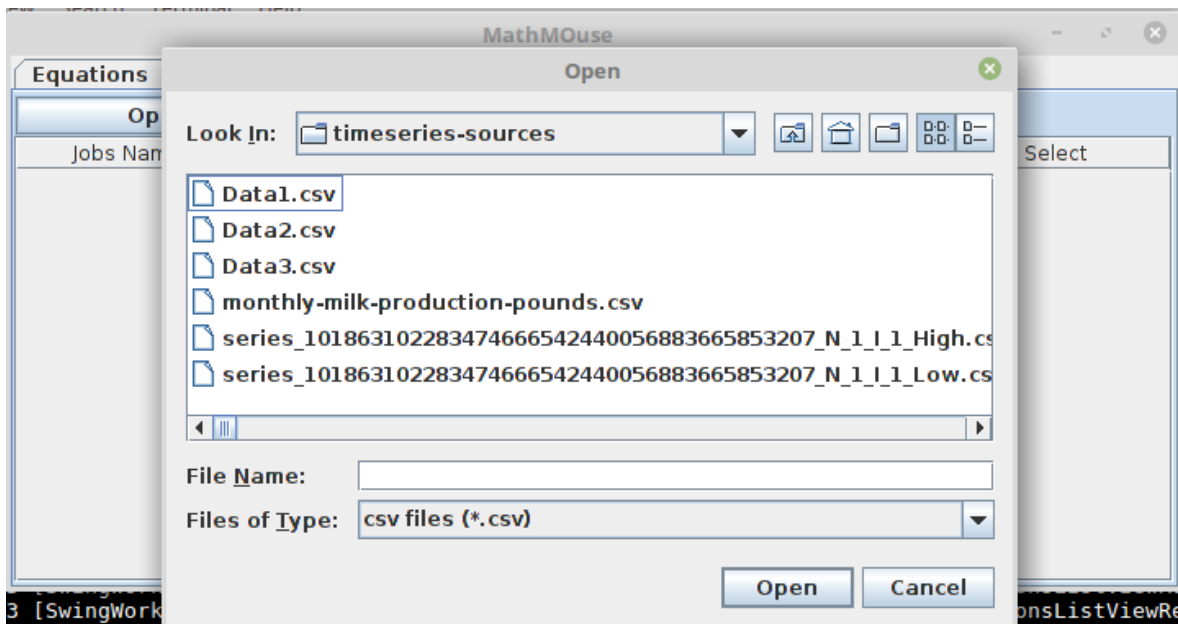 MathMOuse
Equations
Open
Op
Look In: timeseries-sources
Jobs Nam
Select
Data1.csv
Data2.csv
Data3.csv
monthly-milk-production-pounds.csv
series_101863102283474666542440056883665853207_N_1_I_1_High.cs
series_101863102283474666542440056883665853207_N_1_I_1_Low.cs
File Name:
Files of Type: csv files (*.csv)
Open Cancel
3 [SwingWork
onsListViewRe